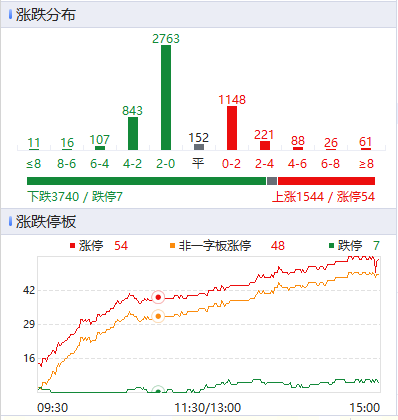 涨跌分布
11 16 107 843 2763 152 1148 221 88 26 61
≤8 8-6 6-4 4-2 2-0 平 0-2 2-4 4-6 6-8 ≥8
下跌3740 / 跌停7 上涨1544 / 涨停54
涨跌停板
涨停 54 非一字板涨停 48 跌停 7
42
29
16
09:30 11:30/13:00 15:00